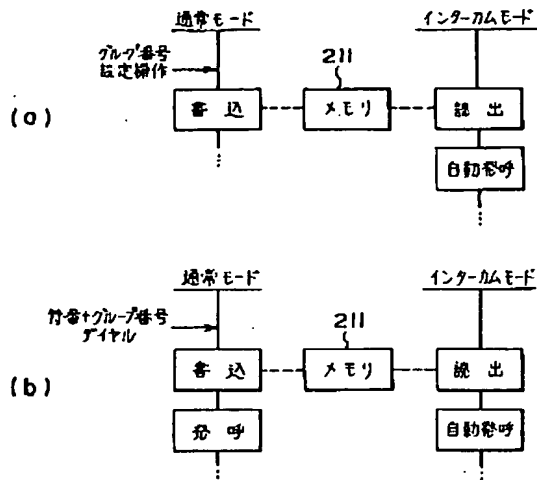 通常モード
インターカムモード
グループ番号
設定操作
211
(a)
書込
メモリ
読出
自動発呼
通常モード
インターカムモード
特番+グループ番号
ダイヤル
211
書込
メモリ
読出
(b)
発呼
自動発呼